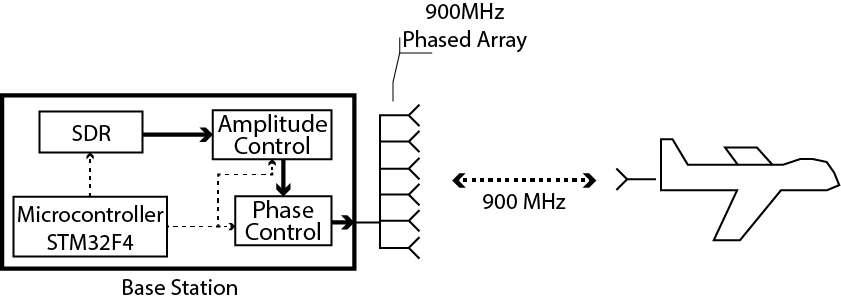 900MHz
Phased Array
SDR
Amplitude
Control
Microcontroller
STM32F4
Phase
Control
900 MHz
Base Station